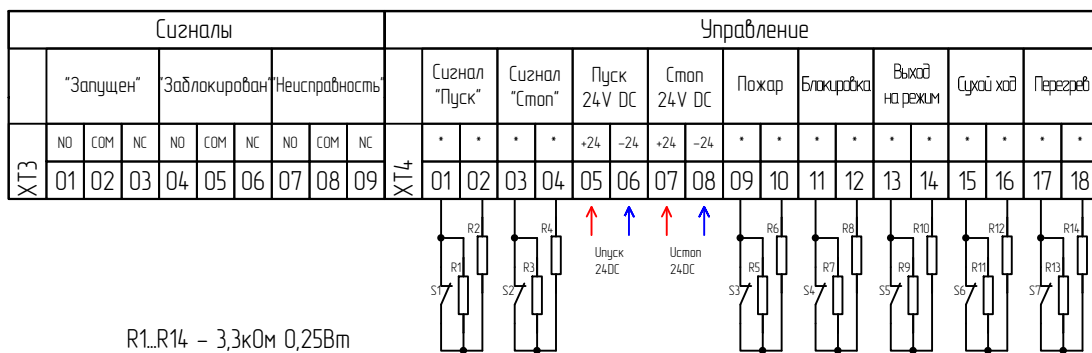 Сигналы Управление
"Запущен" "Заблокирован" "Неисправность" Сигнал "Пуск" Сигнал "Стоп" Пуск 24V DC Стоп 24V DC Пожар Блокировка Выход на режим Сухой ход Перегрев
NO COM NC NO COM NC NO COM NC * * * * +24 -24 +24 -24 * * * * * * * * * *
XT3 01 02 03 04 05 06 07 08 09 XT4 01 02 03 04 05 06 07 08 09 10 11 12 13 14 15 16 17 18
R2 R4 R6 R8 R10 R12 R14
Uпуск 24DC Uстоп 24DC
R1 R3 R5 R7 R9 R11 R13
S1 S2 S3 S4 S5 S6 S7
R1...R14 - 3,3кОм 0,25Вт